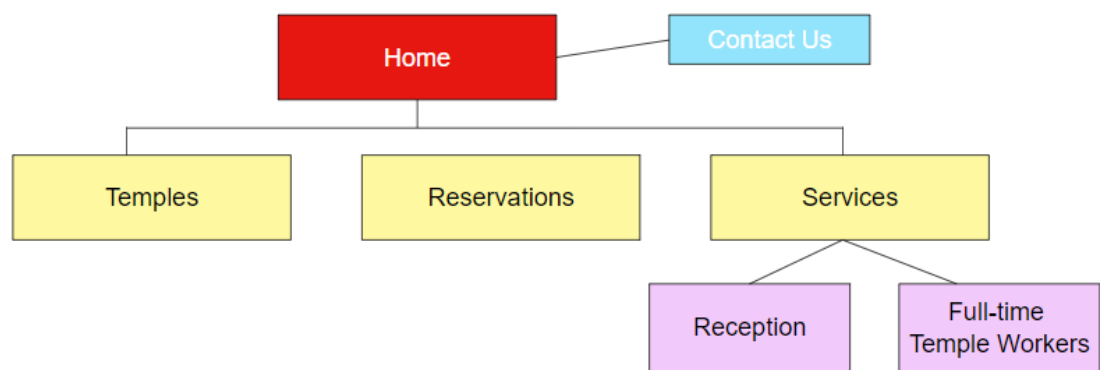 Home
Contact Us
Temples
Reservations
Services
Reception
Full-time
Temple Workers